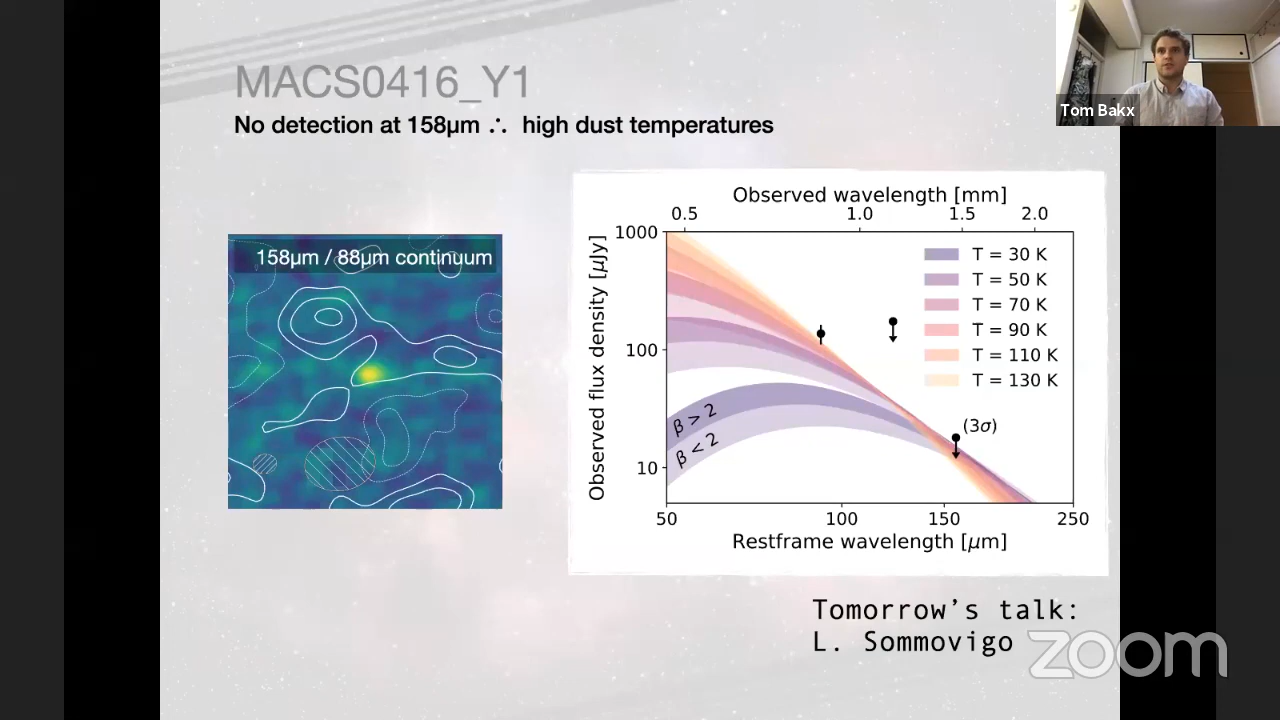 MACS0416_Y1
No detection at 158μm ∴ high dust temperatures
Tom Bakx
158μm / 88μm continuum
Observed wavelength [mm]
0.5 1.0 1.5 2.0
Observed flux density [μJy]
1000
100
10
T = 30 K
T = 50 K
T = 70 K
T = 90 K
T = 110 K
T = 130 K
β > 2
β < 2
(3σ)
50 100 150 250
Restframe wavelength [μm]
Tomorrow's talk:
L. Sommovigo
zoom